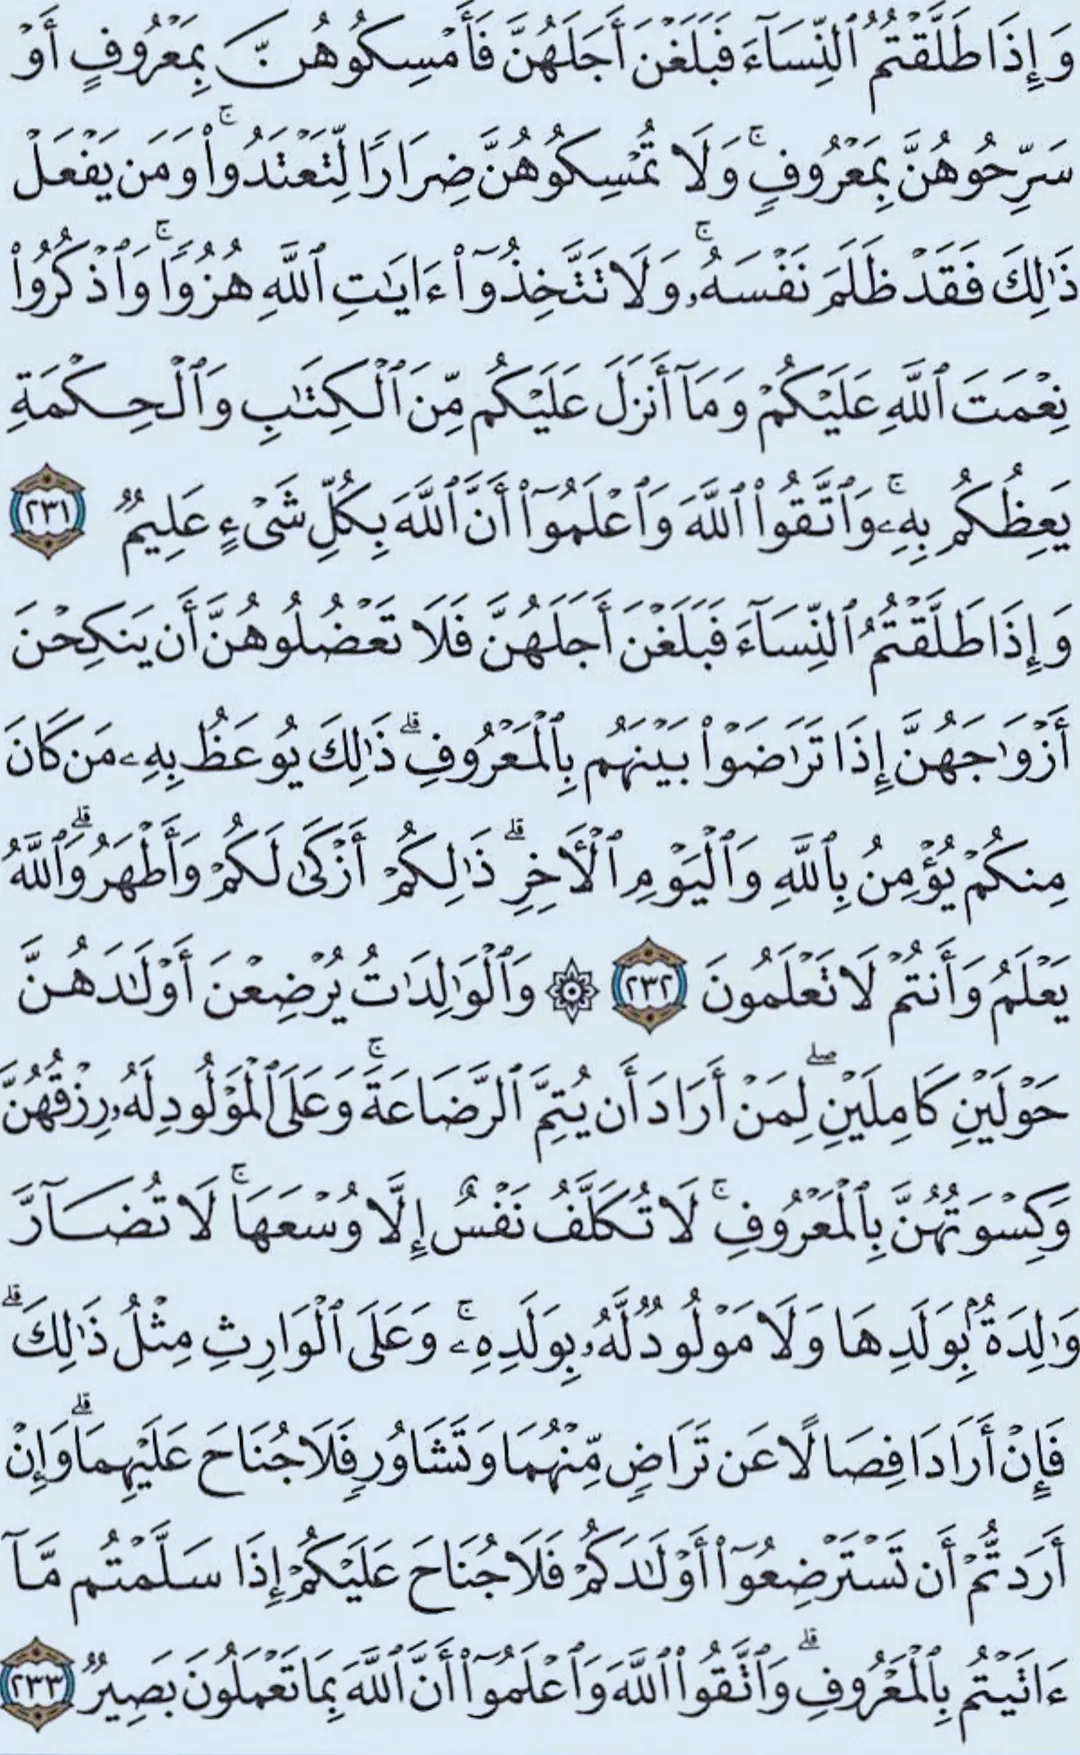 وَإِذَا طَلَّقْتُمُ ٱلنِّسَآءَ فَبَلَغْنَ أَجَلَهُنَّ فَأَمْسِكُوهُنَّ بِمَعْرُوفٍ أَوْ
سَرِّحُوهُنَّ بِمَعْرُوفٍۚ وَلَا تُمْسِكُوهُنَّ ضِرَارًا لِّتَعْتَدُوا۟ۚ وَمَن يَفْعَلْ
ذَٰلِكَ فَقَدْ ظَلَمَ نَفْسَهُۥۚ وَلَا تَتَّخِذُوٓا۟ ءَايَـٰتِ ٱللَّهِ هُزُوًاۚ وَٱذْكُرُوا۟
نِعْمَتَ ٱللَّهِ عَلَيْكُمْ وَمَآ أَنزَلَ عَلَيْكُم مِّنَ ٱلْكِتَـٰبِ وَٱلْحِكْمَةِ
يَعِظُكُم بِهِۦۚ وَٱتَّقُوا۟ ٱللَّهَ وَٱعْلَمُوٓا۟ أَنَّ ٱللَّهَ بِكُلِّ شَىْءٍ عَلِيمٌ ٢٣١
وَإِذَا طَلَّقْتُمُ ٱلنِّسَآءَ فَبَلَغْنَ أَجَلَهُنَّ فَلَا تَعْضُلُوهُنَّ أَن يَنكِحْنَ
أَزْوَٰجَهُنَّ إِذَا تَرَٰضَوْا۟ بَيْنَهُم بِٱلْمَعْرُوفِۗ ذَٰلِكَ يُوعَظُ بِهِۦ مَن كَانَ
مِنكُمْ يُؤْمِنُ بِٱللَّهِ وَٱلْيَوْمِ ٱلْـَٔاخِرِۗ ذَٰلِكُمْ أَزْكَىٰ لَكُمْ وَأَطْهَرُۗ وَٱللَّهُ
يَعْلَمُ وَأَنتُمْ لَا تَعْلَمُونَ ٢٣٢ ۞ وَٱلْوَٰلِدَٰتُ يُرْضِعْنَ أَوْلَـٰدَهُنَّ
حَوْلَيْنِ كَامِلَيْنِۖ لِمَنْ أَرَادَ أَن يُتِمَّ ٱلرَّضَاعَةَۚ وَعَلَى ٱلْمَوْلُودِ لَهُۥ رِزْقُهُنَّ
وَكِسْوَتُهُنَّ بِٱلْمَعْرُوفِۚ لَا تُكَلَّفُ نَفْسٌ إِلَّا وُسْعَهَاۚ لَا تُضَآرَّ
وَٰلِدَةٌۢ بِوَلَدِهَا وَلَا مَوْلُودٌ لَّهُۥ بِوَلَدِهِۦۚ وَعَلَى ٱلْوَارِثِ مِثْلُ ذَٰلِكَۗ
فَإِنْ أَرَادَا فِصَالًا عَن تَرَاضٍ مِّنْهُمَا وَتَشَاوُرٍ فَلَا جُنَاحَ عَلَيْهِمَاۗ وَإِنْ
أَرَدتُّمْ أَن تَسْتَرْضِعُوٓا۟ أَوْلَـٰدَكُمْ فَلَا جُنَاحَ عَلَيْكُمْ إِذَا سَلَّمْتُم مَّآ
ءَاتَيْتُم بِٱلْمَعْرُوفِۗ وَٱتَّقُوا۟ ٱللَّهَ وَٱعْلَمُوٓا۟ أَنَّ ٱللَّهَ بِمَا تَعْمَلُونَ بَصِيرٌ ٢٣٣